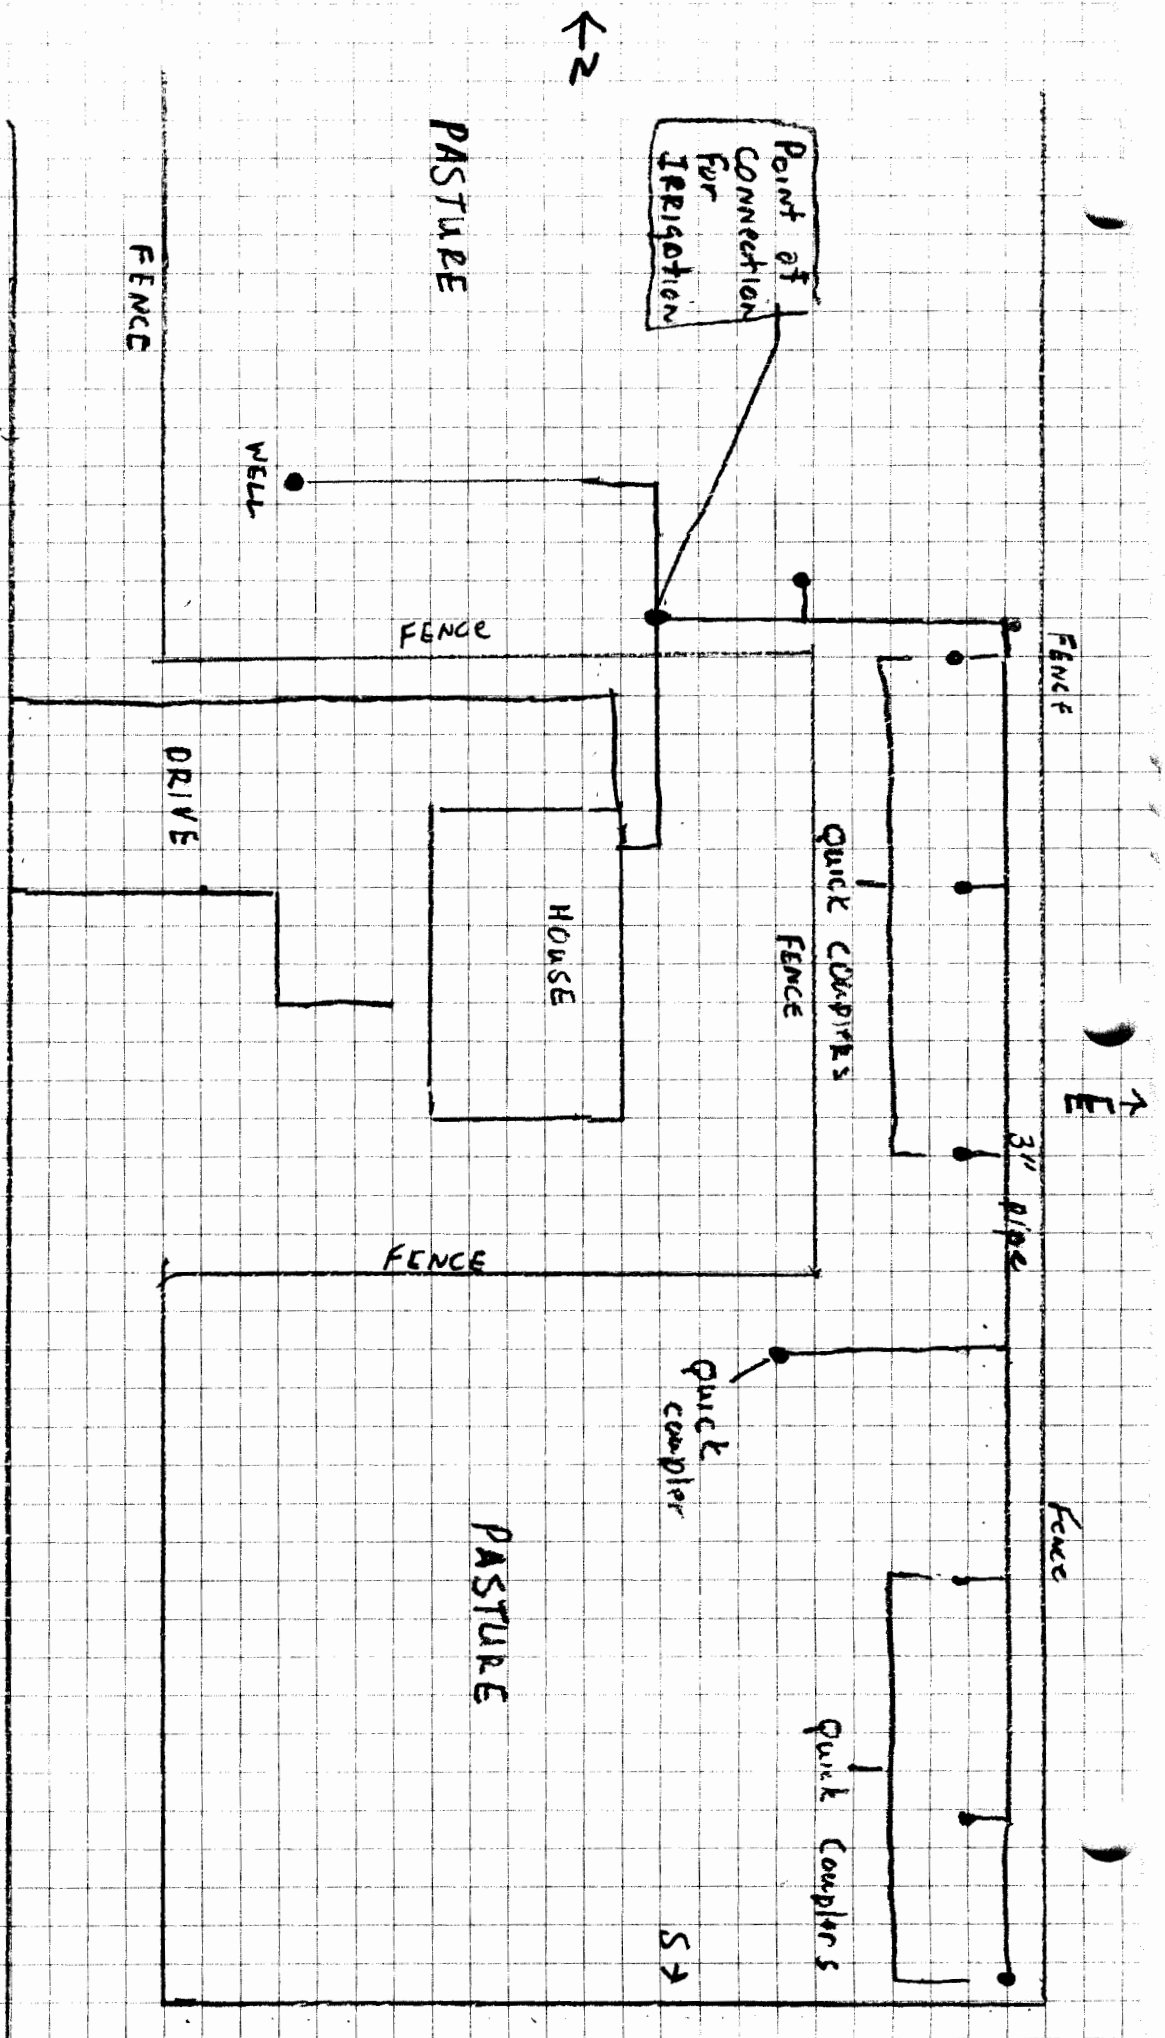 N
PASTURE
Point of
CONNECTION
For
IRRIGATION
FENCE
WELL
FENCE
FENCE
DRIVE
HOUSE
Quick Couplers
FENCE
E
3" pipe
FENCE
Quick
coupler
Fence
PASTURE
Quick Couplers
S